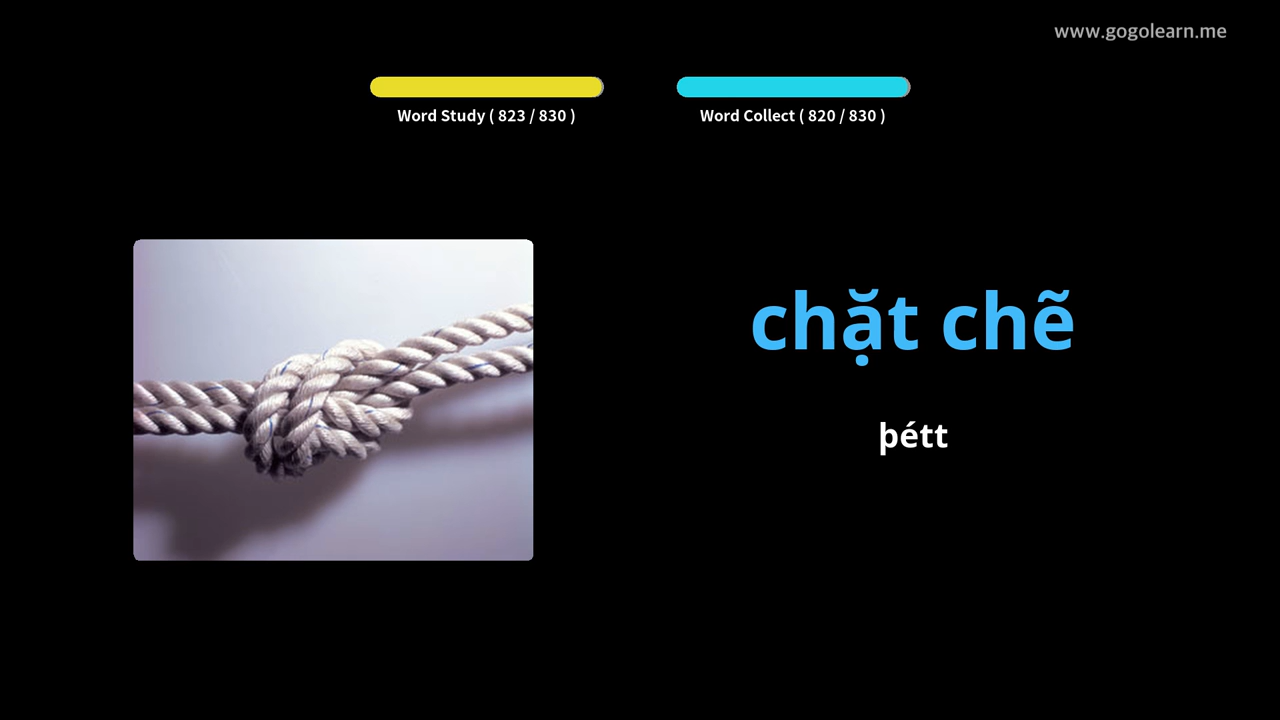 www.gogolearn.me
Word Study ( 823 / 830 )
Word Collect ( 820 / 830 )
chặt chẽ
þétt